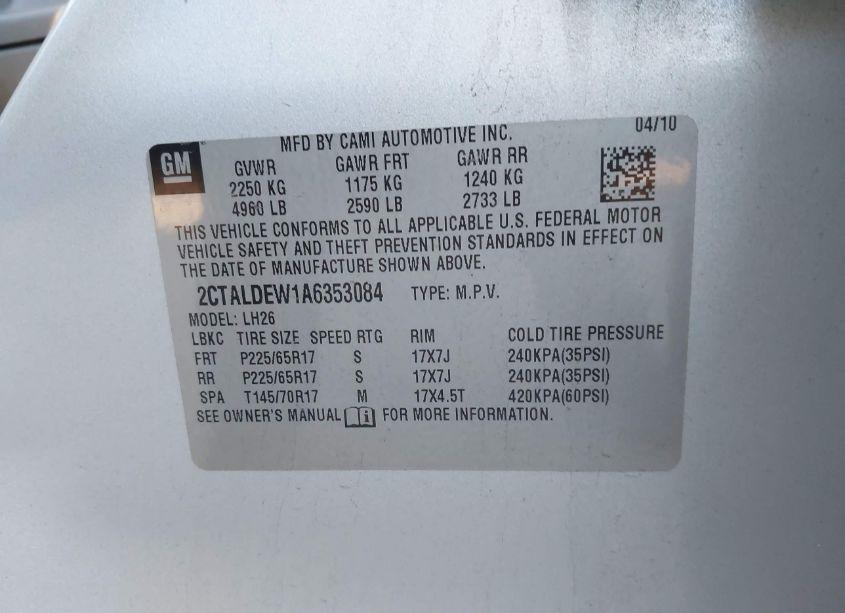 04/10
MFD BY CAMI AUTOMOTIVE INC.
GM
GVWR GAWR FRT GAWR RR
2250 KG 1175 KG 1240 KG
4960 LB 2590 LB 2733 LB
THIS VEHICLE CONFORMS TO ALL APPLICABLE U.S. FEDERAL MOTOR
VEHICLE SAFETY AND THEFT PREVENTION STANDARDS IN EFFECT ON
THE DATE OF MANUFACTURE SHOWN ABOVE.
2CTALDEW1A6353084 TYPE: M.P.V.
MODEL: LH26
LBKC TIRE SIZE SPEED RTG RIM COLD TIRE PRESSURE
FRT P225/65R17 S 17X7J 240KPA(35PSI)
RR P225/65R17 S 17X7J 240KPA(35PSI)
SPA T145/70R17 M 17X4.5T 420KPA(60PSI)
SEE OWNER'S MANUAL FOR MORE INFORMATION.